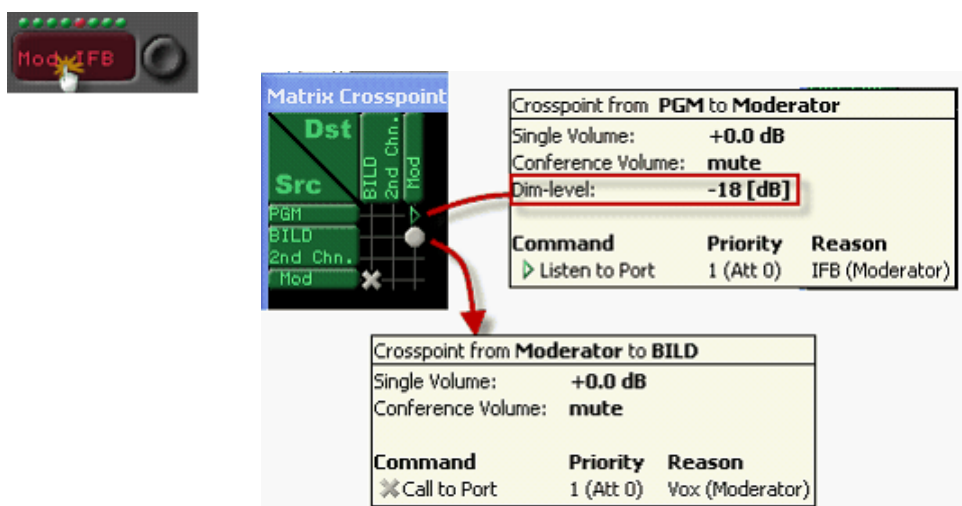 Mod IFB
Matrix Crosspoint
Dst
Src
BILD
2nd Chn.
Mod
PGM
BILD
2nd Chn.
Mod
Crosspoint from PGM to Moderator
Single Volume: +0.0 dB
Conference Volume: mute
Dim-level: -18 [dB]
Command Priority Reason
Listen to Port 1 (Att 0) IFB (Moderator)
Crosspoint from Moderator to BILD
Single Volume: +0.0 dB
Conference Volume: mute
Command Priority Reason
Call to Port 1 (Att 0) Vox (Moderator)